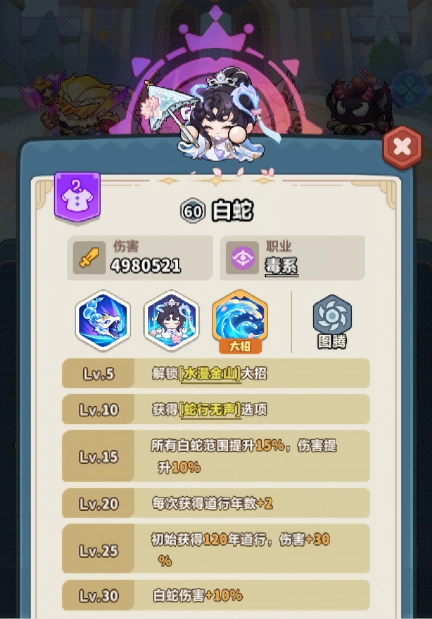 60 白蛇
伤害
4980521
职业
毒系
大招
图腾
Lv.5
解锁[水漫金山]大招
Lv.10
获得[蛇行无声]选项
Lv.15
所有白蛇范围提升15%，伤害提
升10%
Lv.20
每次获得道行年数+2
Lv.25
初始获得120年道行，伤害+30
%
Lv.30
白蛇伤害+10%